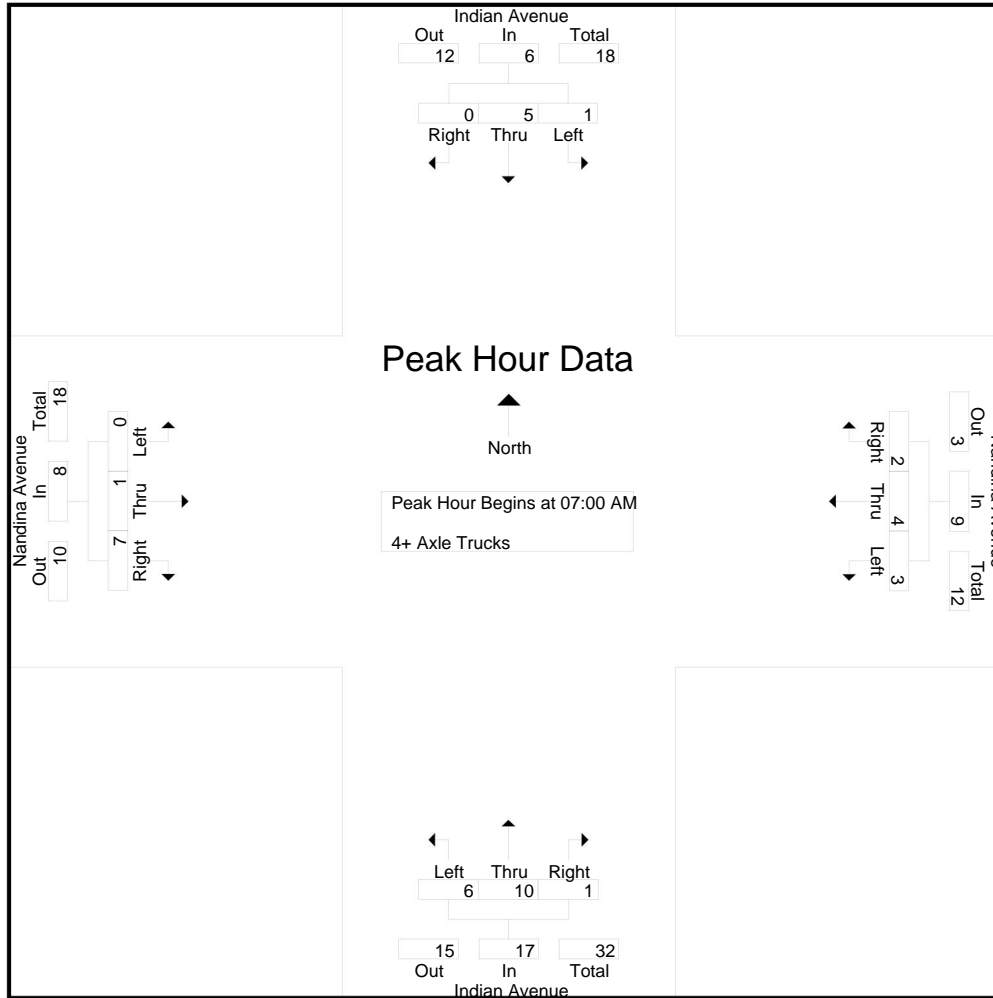 Indian Avenue
Out In Total
12 6 18
0 5 1
Right Thru Left
Peak Hour Data
North
Peak Hour Begins at 07:00 AM
4+ Axle Trucks
Nandina Avenue
Out In Total
10 8 18
7 1 0
Right Thru Left
Right Thru Left
2 4 3
3 9 12
Out In Total
Left Thru Right
6 10 1
15 17 32
Out In Total
Indian Avenue